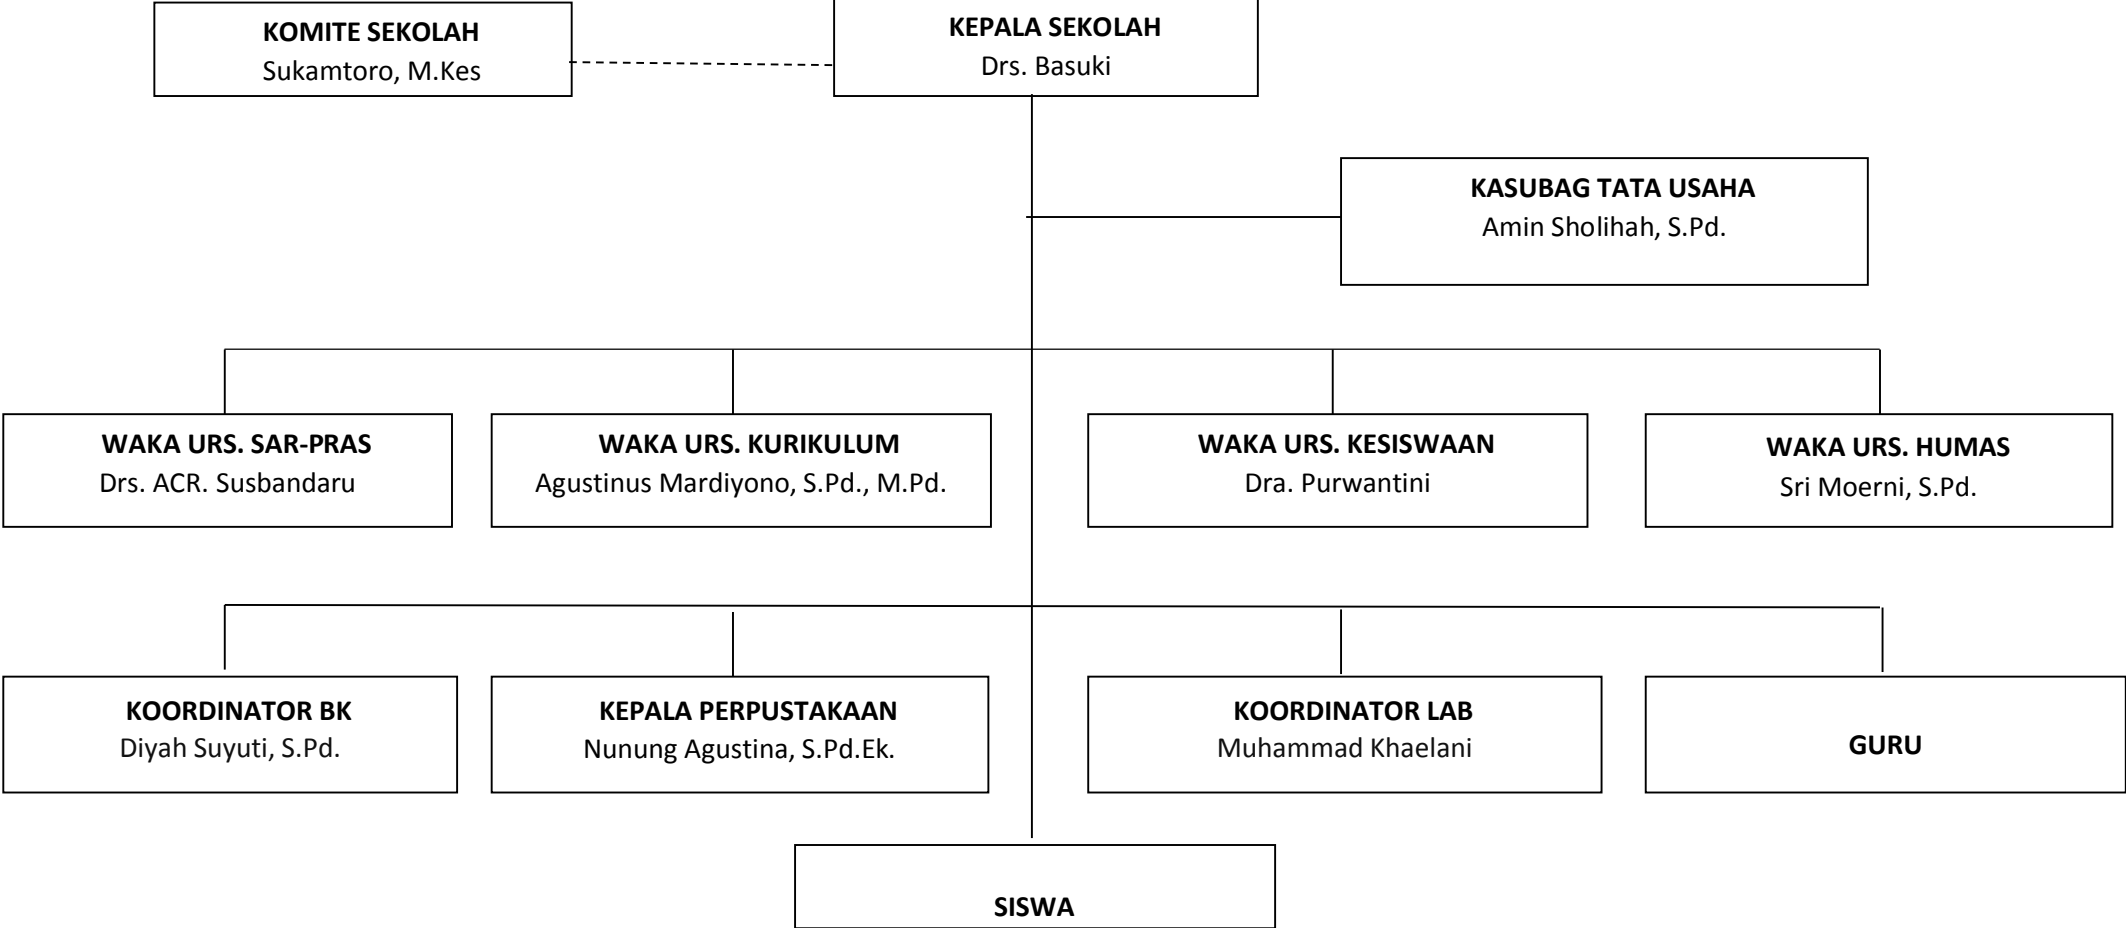 KOMITE SEKOLAH
Sukamtoro, M.Kes
KEPALA SEKOLAH
Drs. Basuki
KASUBAG TATA USAHA
Amin Sholihah, S.Pd.
WAKA URS. SAR-PRAS
Drs. ACR. Susbandaru
WAKA URS. KURIKULUM
Agustinus Mardiyono, S.Pd., M.Pd.
WAKA URS. KESISWAAN
Dra. Purwantini
WAKA URS. HUMAS
Sri Moerni, S.Pd.
KOORDINATOR BK
Diyah Suyuti, S.Pd.
KEPALA PERPUSTAKAAN
Nunung Agustina, S.Pd.Ek.
KOORDINATOR LAB
Muhammad Khaelani
GURU
SISWA